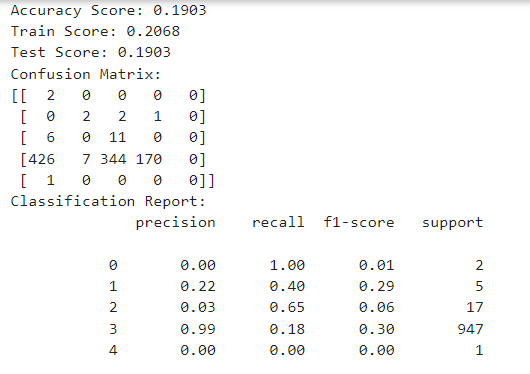 Accuracy Score: 0.1903
Train Score: 0.2068
Test Score: 0.1903
Confusion Matrix:
[[  2   0   0   0   0]
 [  0   2   2   1   0]
 [  6   0  11   0   0]
 [426   7 344 170   0]
 [  1   0   0   0   0]]
Classification Report:
              precision    recall  f1-score   support
           0       0.00      1.00      0.01         2
           1       0.22      0.40      0.29         5
           2       0.03      0.65      0.06        17
           3       0.99      0.18      0.30       947
           4       0.00      0.00      0.00         1